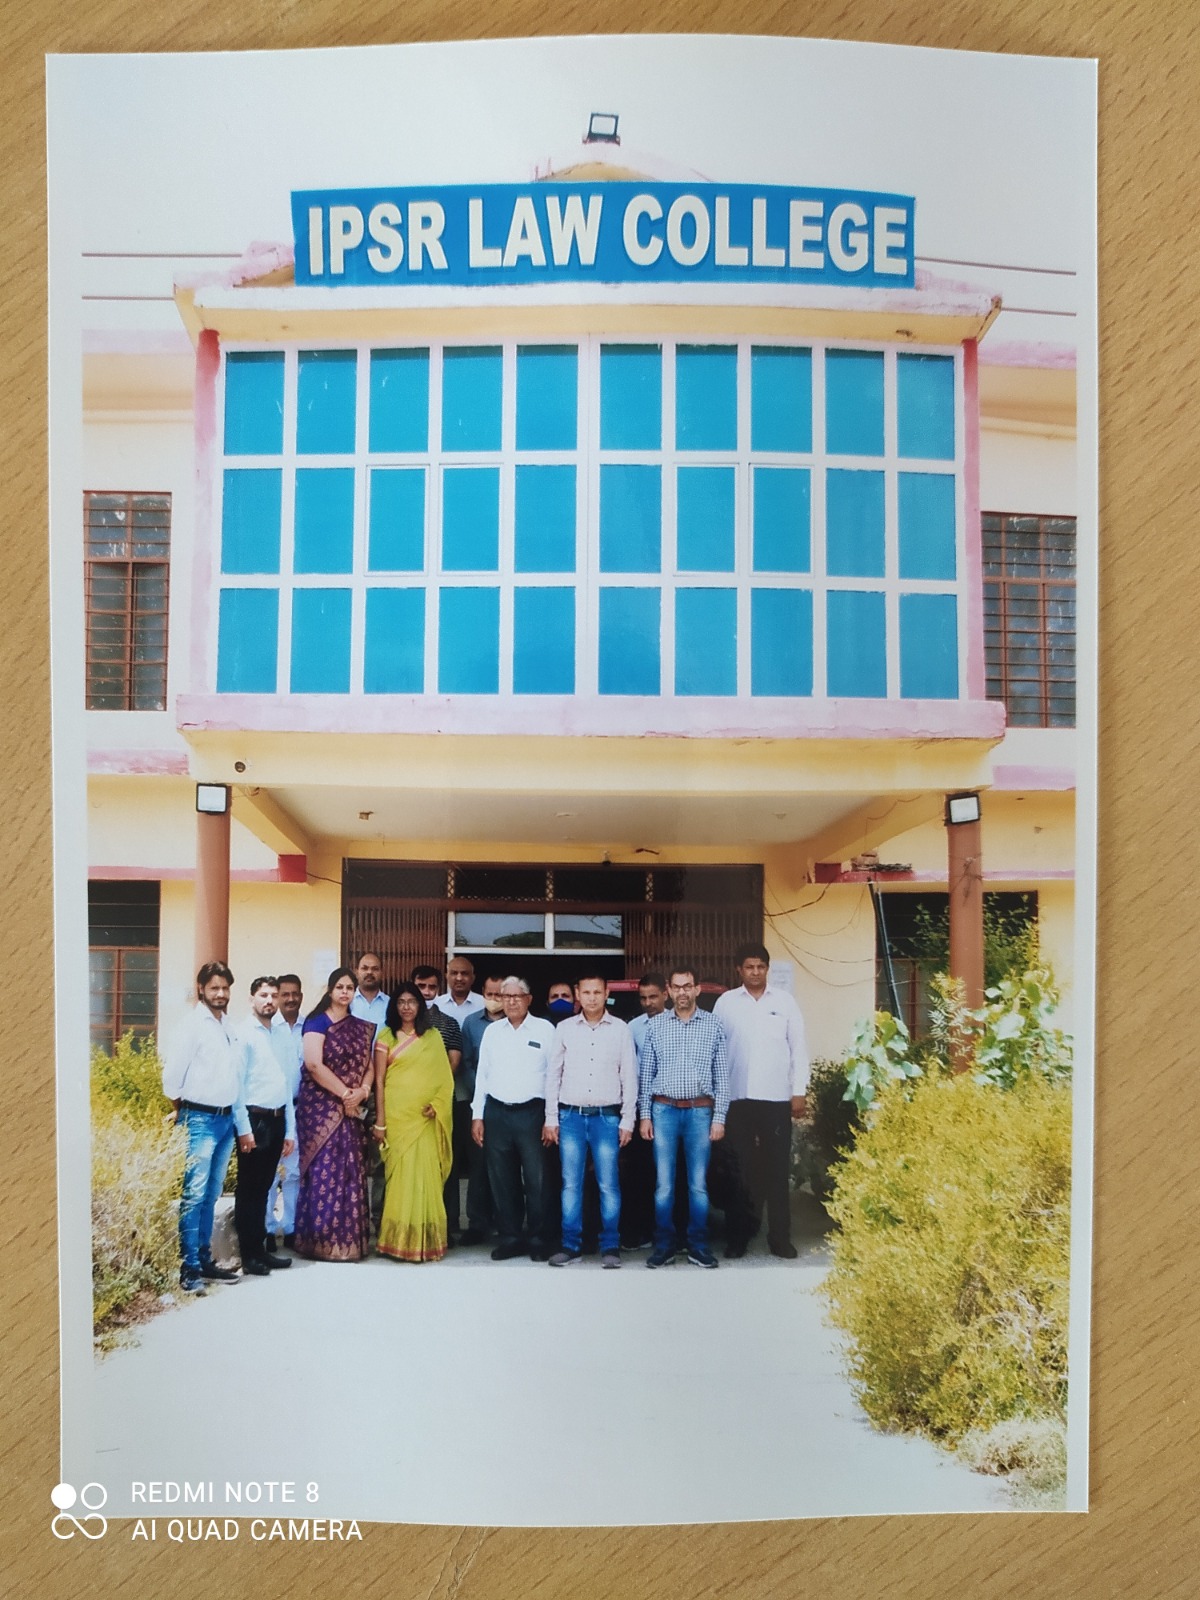 IPSR LAW COLLEGE
REDMI NOTE 8
AI QUAD CAMERA